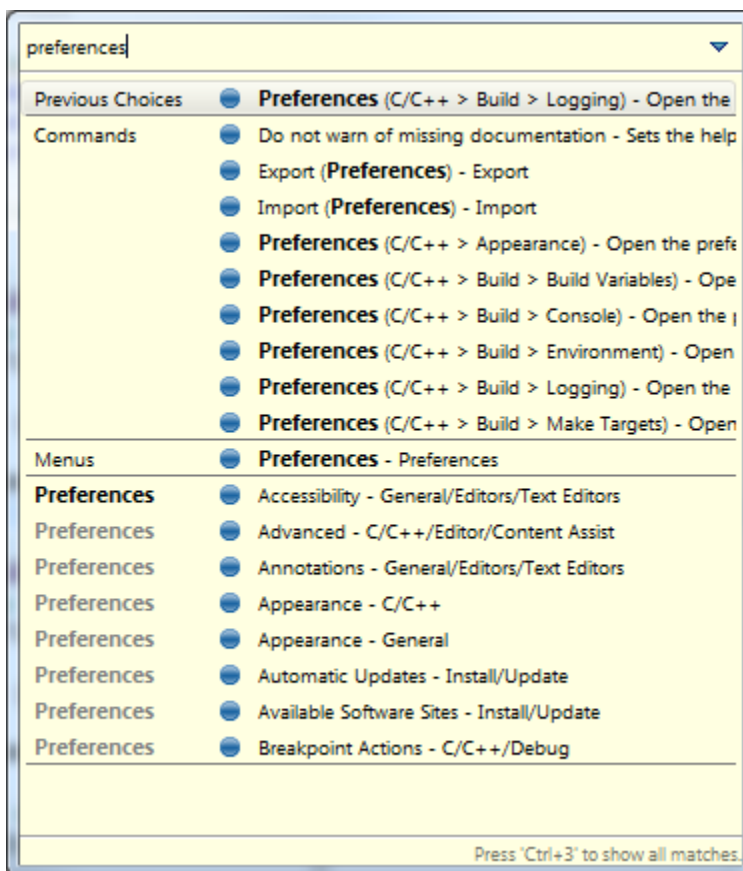 preferences
Previous Choices Preferences (C/C++ > Build > Logging) - Open the
Commands Do not warn of missing documentation - Sets the help
Export (Preferences) - Export
Import (Preferences) - Import
Preferences (C/C++ > Appearance) - Open the prefe
Preferences (C/C++ > Build > Build Variables) - Ope
Preferences (C/C++ > Build > Console) - Open the p
Preferences (C/C++ > Build > Environment) - Open
Preferences (C/C++ > Build > Logging) - Open the
Preferences (C/C++ > Build > Make Targets) - Open
Menus Preferences - Preferences
Preferences Accessibility - General/Editors/Text Editors
Preferences Advanced - C/C++/Editor/Content Assist
Preferences Annotations - General/Editors/Text Editors
Preferences Appearance - C/C++
Preferences Appearance - General
Preferences Automatic Updates - Install/Update
Preferences Available Software Sites - Install/Update
Preferences Breakpoint Actions - C/C++/Debug
Press 'Ctrl+3' to show all matches.